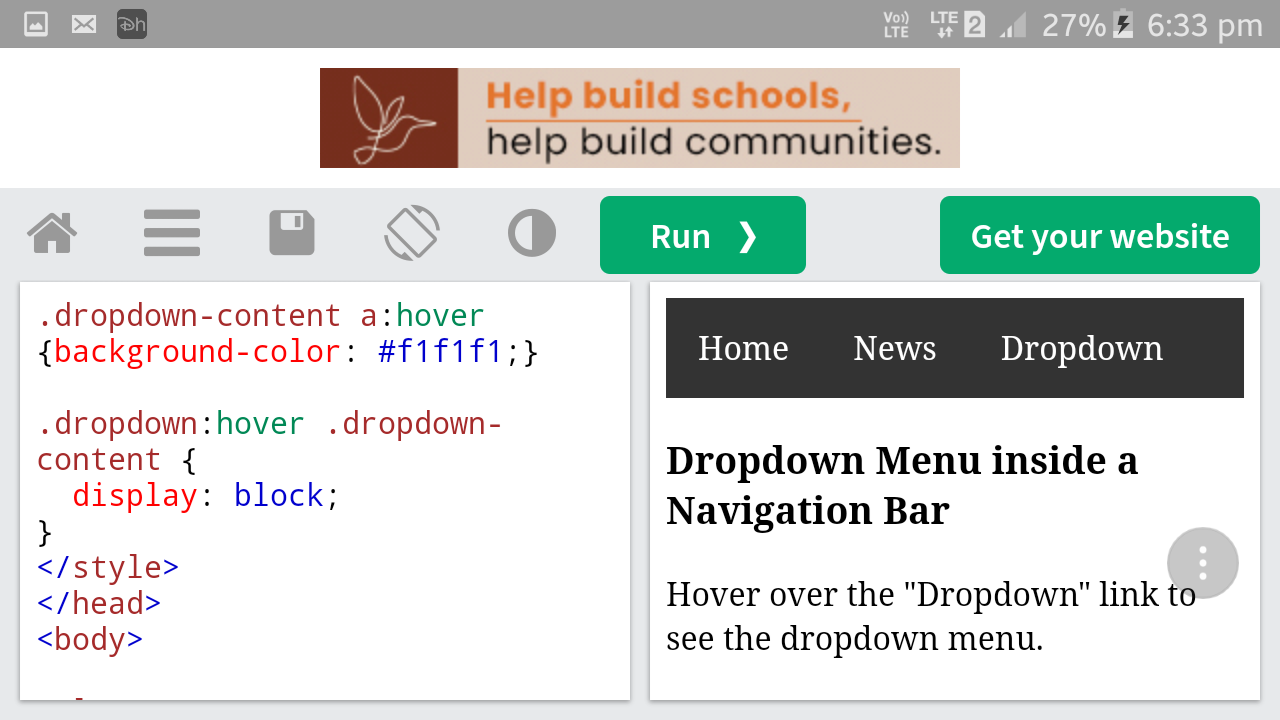 Dh
Vo))
LTE
LTE
2
27%
6:33 pm
Help build schools,
help build communities.
Run ❯
Get your website
.dropdown-content a:hover
{background-color: #f1f1f1;}
.dropdown:hover .dropdown-
content {
  display: block;
}
</style>
</head>
<body>
Home News Dropdown
Dropdown Menu inside a
Navigation Bar
Hover over the "Dropdown" link to
see the dropdown menu.